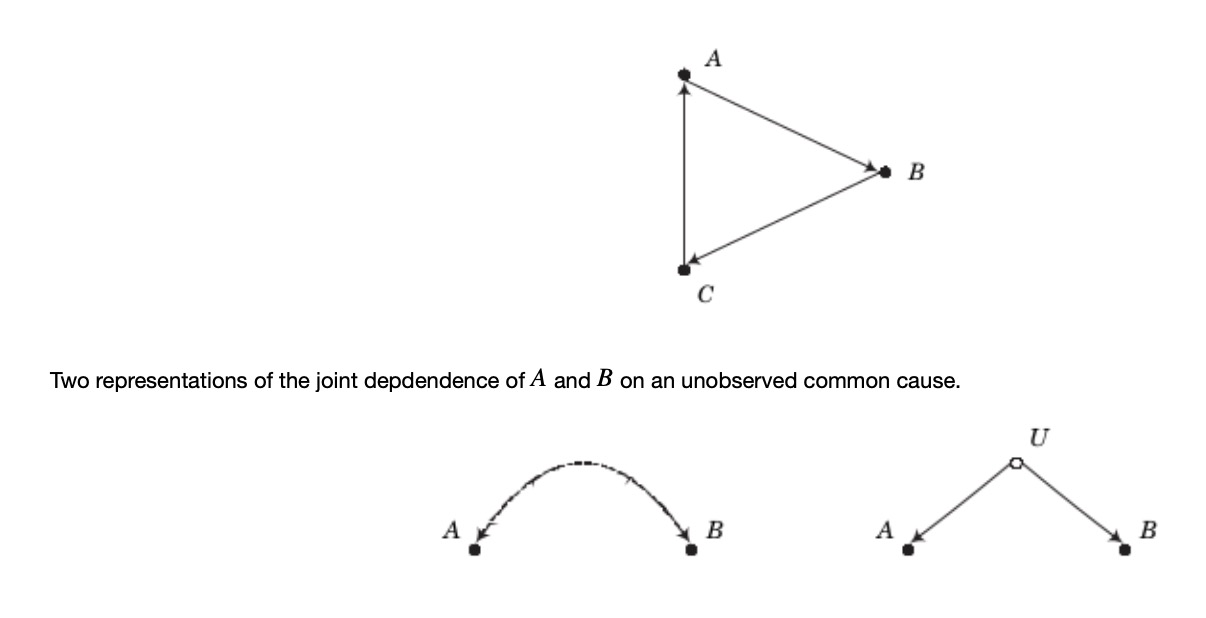 A
B
C
Two representations of the joint depdendence of A and B on an unobserved common cause.
U
A B A B